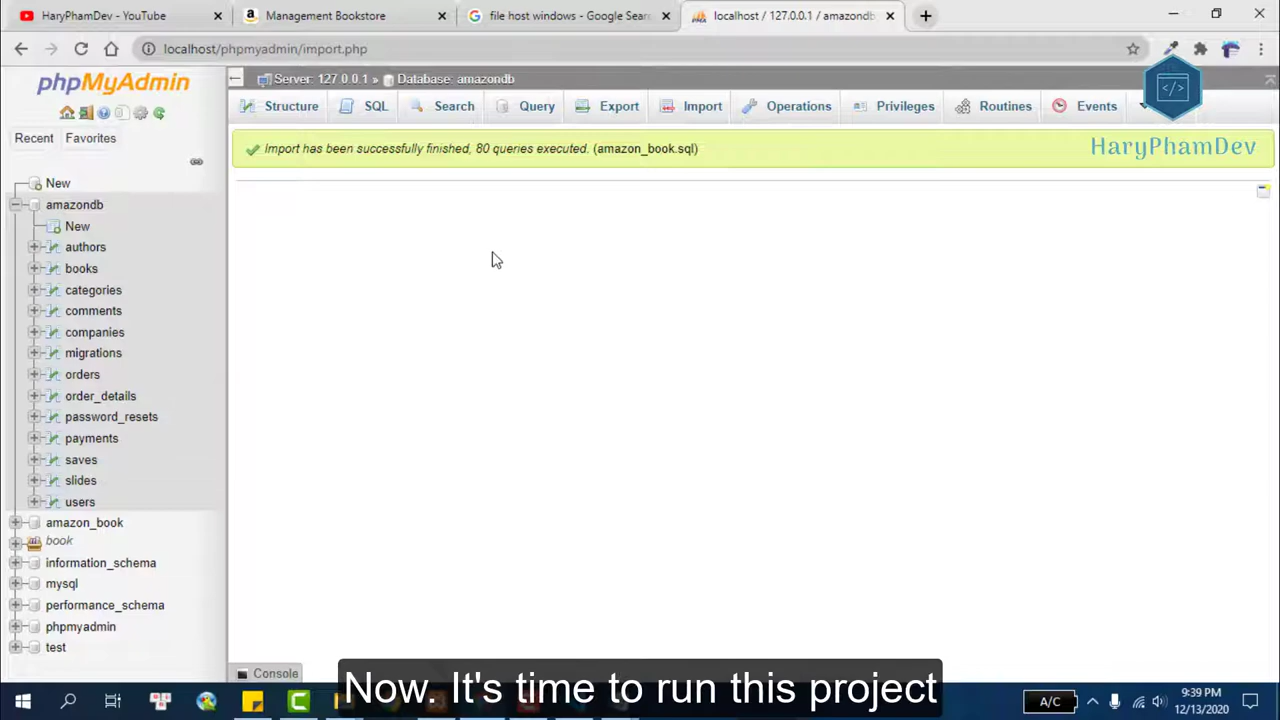 HaryPhamDev - YouTube
Management Bookstore
file host windows - Google Sear
localhost / 127.0.0.1 / amazondb
localhost/phpmyadmin/import.php
phpMyAdmin
Server: 127.0.0.1 » Database: amazondb
Structure SQL Search Query Export Import Operations Privileges Routines Events
Recent Favorites
Import has been successfully finished, 80 queries executed. (amazon_book.sql)
</>
HaryPhamDev
New
amazondb
New
authors
books
categories
comments
companies
migrations
orders
order_details
password_resets
payments
saves
slides
users
amazon_book
book
information_schema
mysql
performance_schema
phpmyadmin
test
Console
Now. It's time to run this project
A/C
9:39 PM
12/13/2020